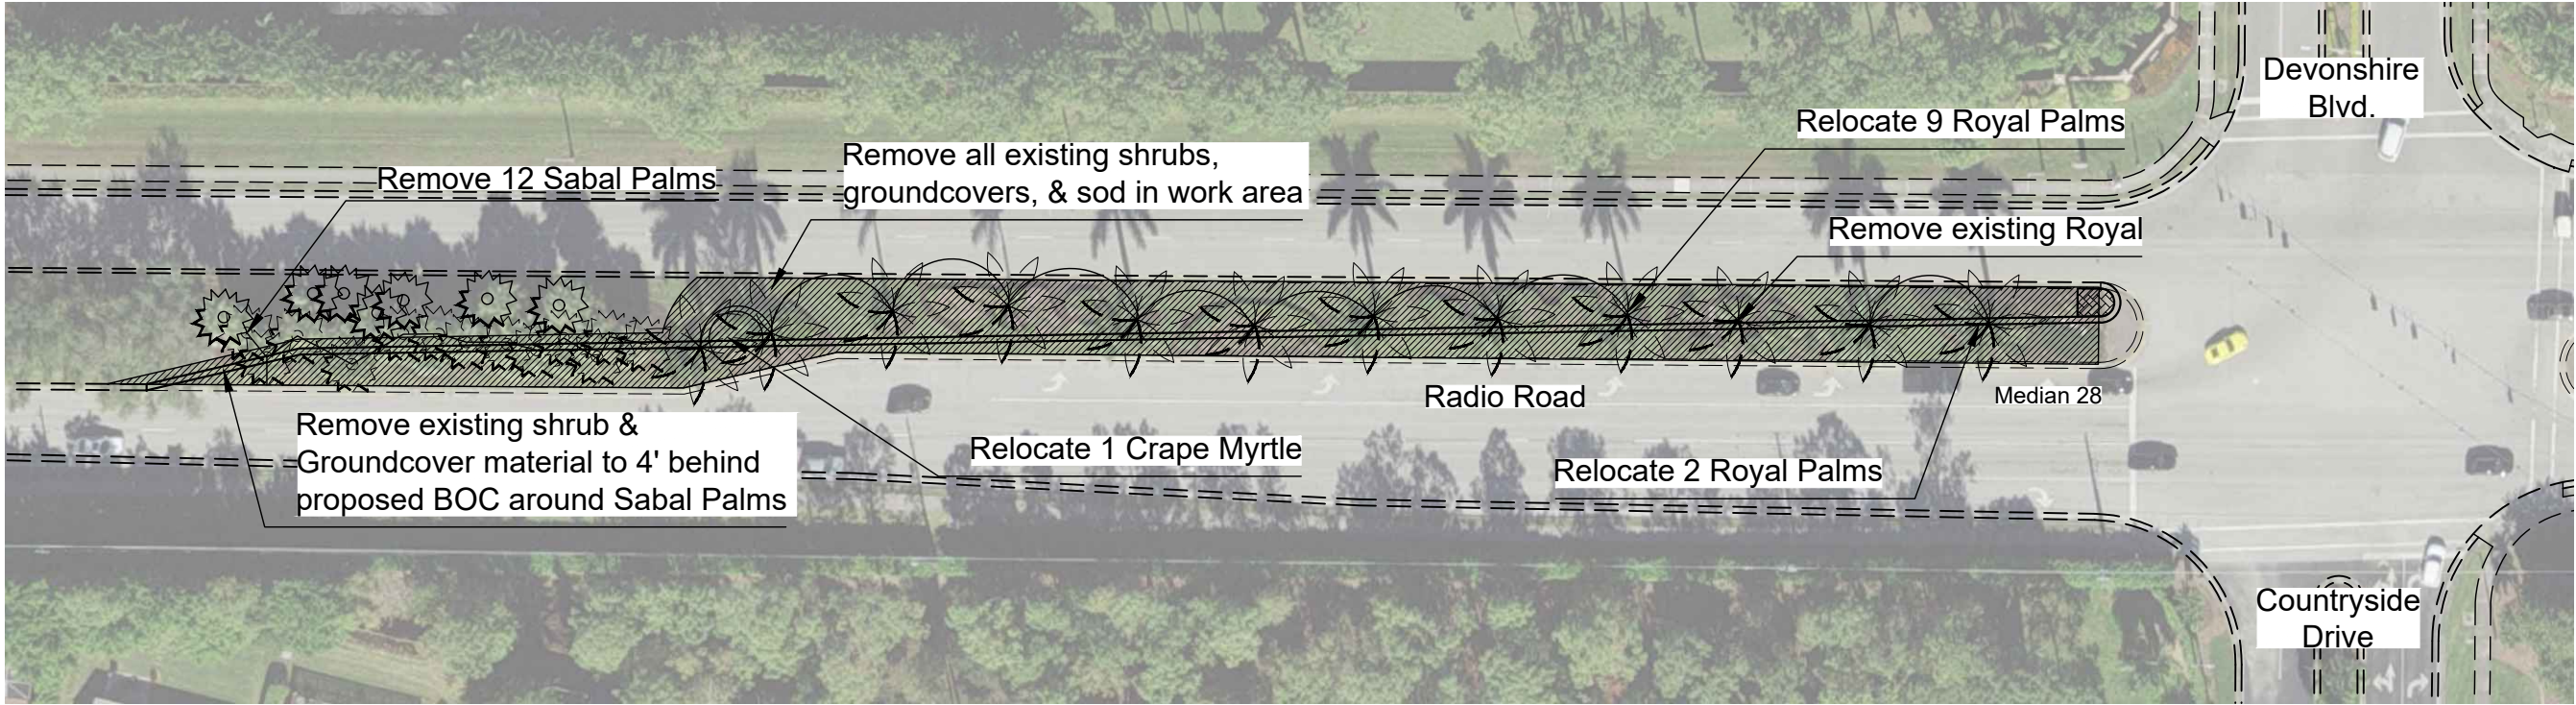 Devonshire
Blvd.
Relocate 9 Royal Palms
Remove all existing shrubs,
groundcovers, & sod in work area
Remove 12 Sabal Palms
Remove existing Royal
Radio Road
Median 28
Remove existing shrub &
Groundcover material to 4' behind
proposed BOC around Sabal Palms
Relocate 1 Crape Myrtle
Relocate 2 Royal Palms
Countryside
Drive